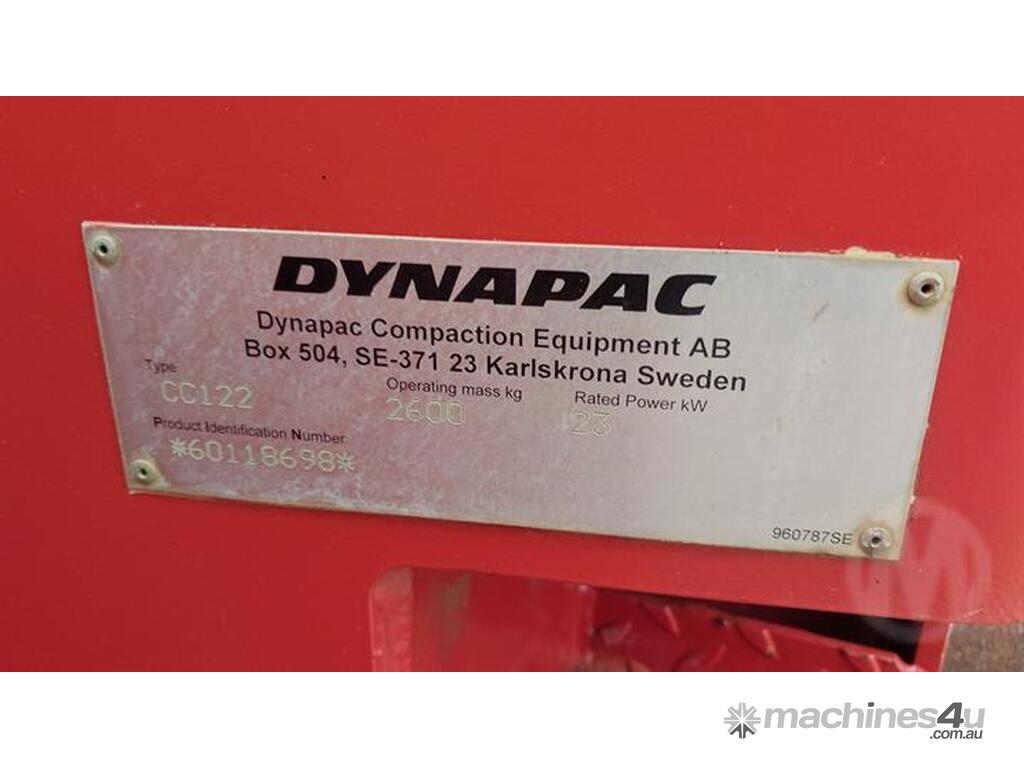 DYNAPAC
Dynapac Compaction Equipment AB
Box 504, SE-371 23 Karlskrona Sweden
Type Operating mass kg Rated Power kW
CC122 2600 23
Product Identification Number
*60118698*
960787SE
M
machines4u
.com.au